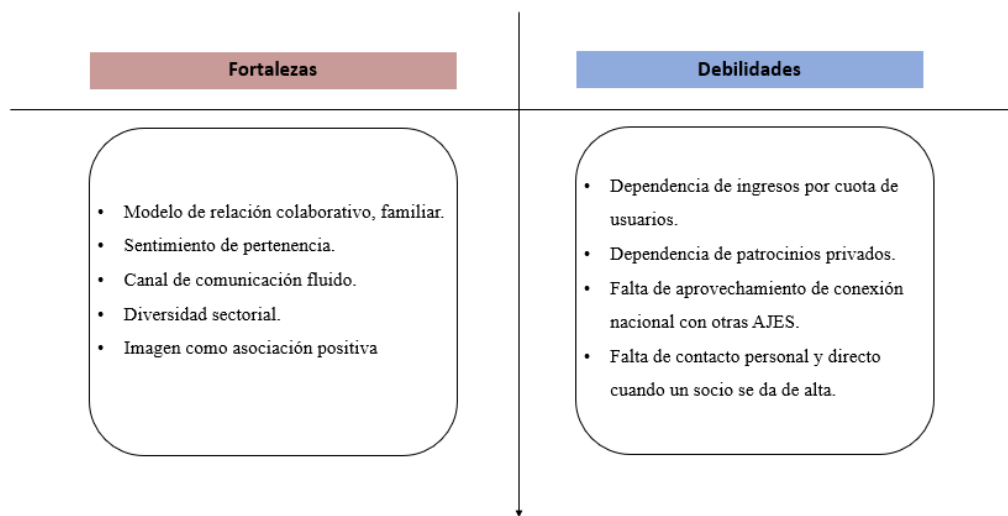 Fortalezas
Debilidades
• Modelo de relación colaborativo, familiar.
• Sentimiento de pertenencia.
• Canal de comunicación fluido.
• Diversidad sectorial.
• Imagen como asociación positiva
• Dependencia de ingresos por cuota de
usuarios.
• Dependencia de patrocinios privados.
• Falta de aprovechamiento de conexión
nacional con otras AJES.
• Falta de contacto personal y directo
cuando un socio se da de alta.